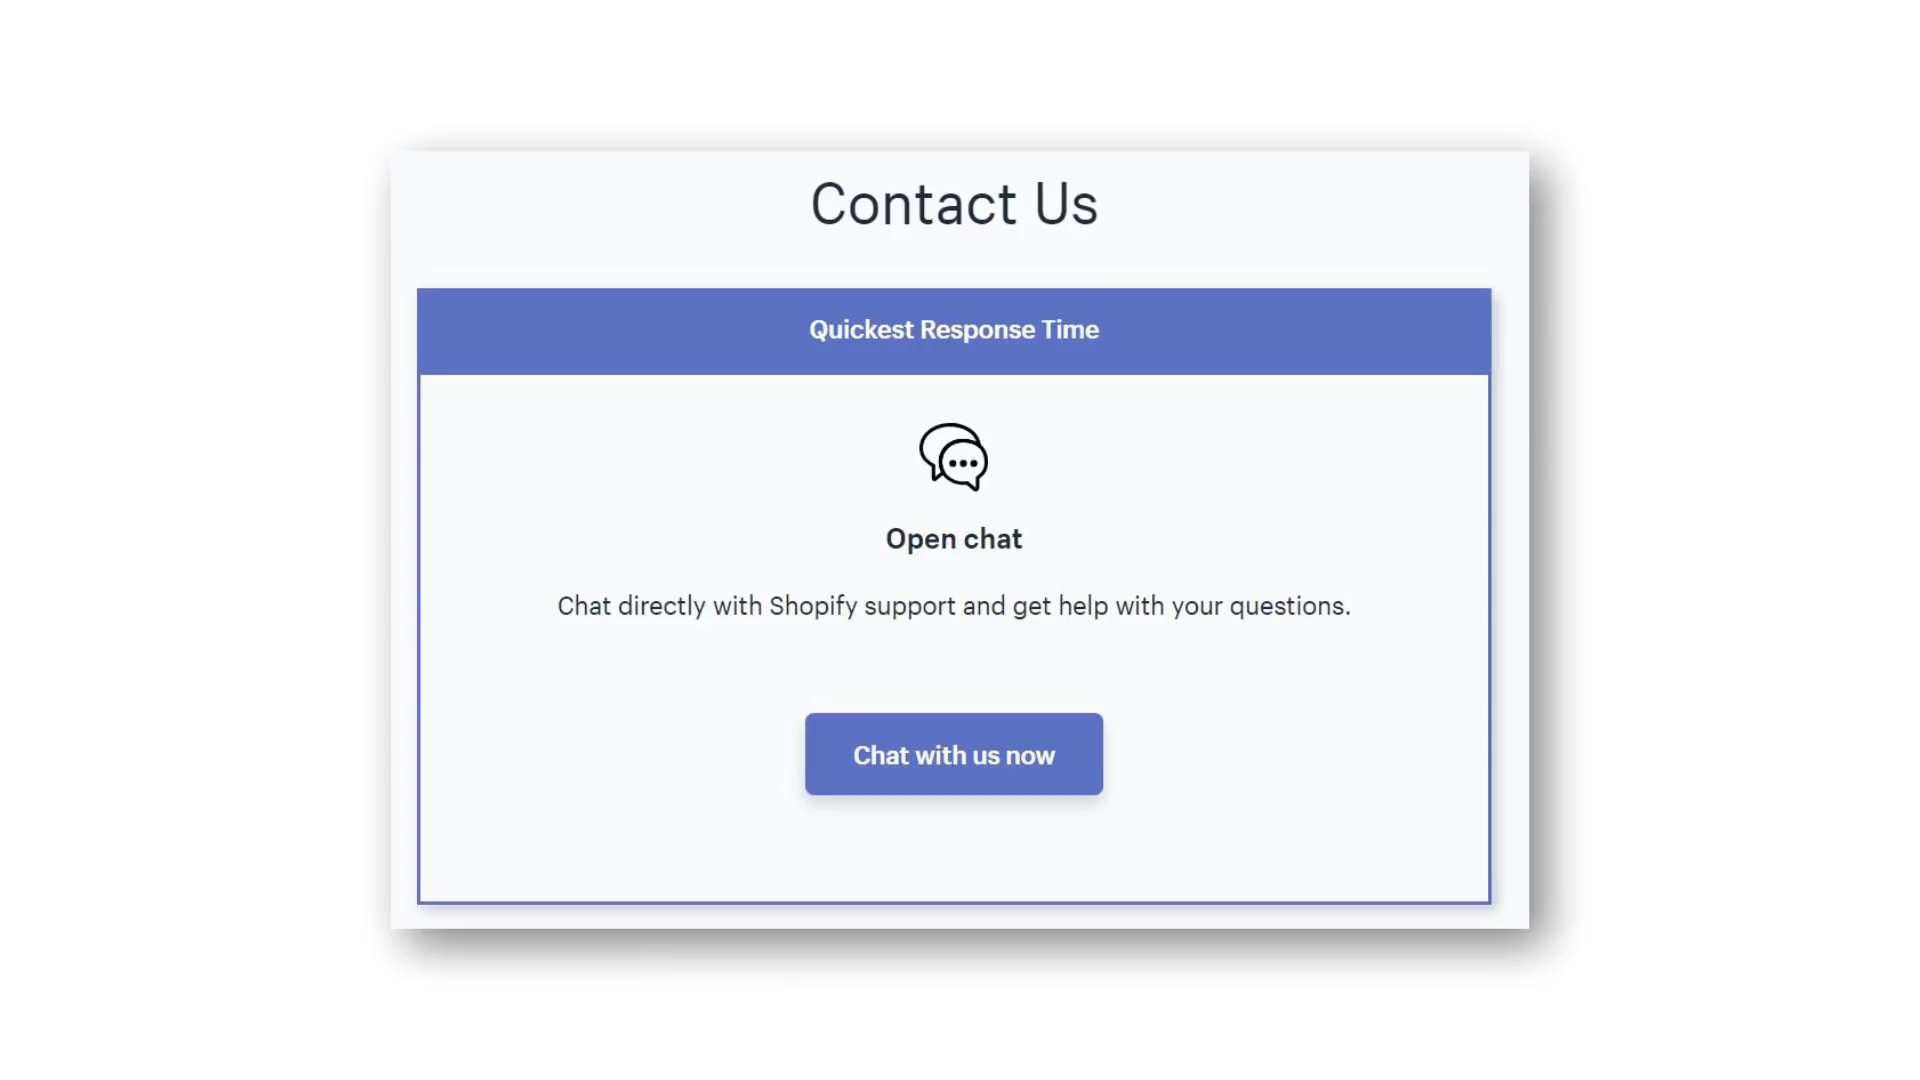 Contact Us
Quickest Response Time
Open chat
Chat directly with Shopify support and get help with your questions.
Chat with us now